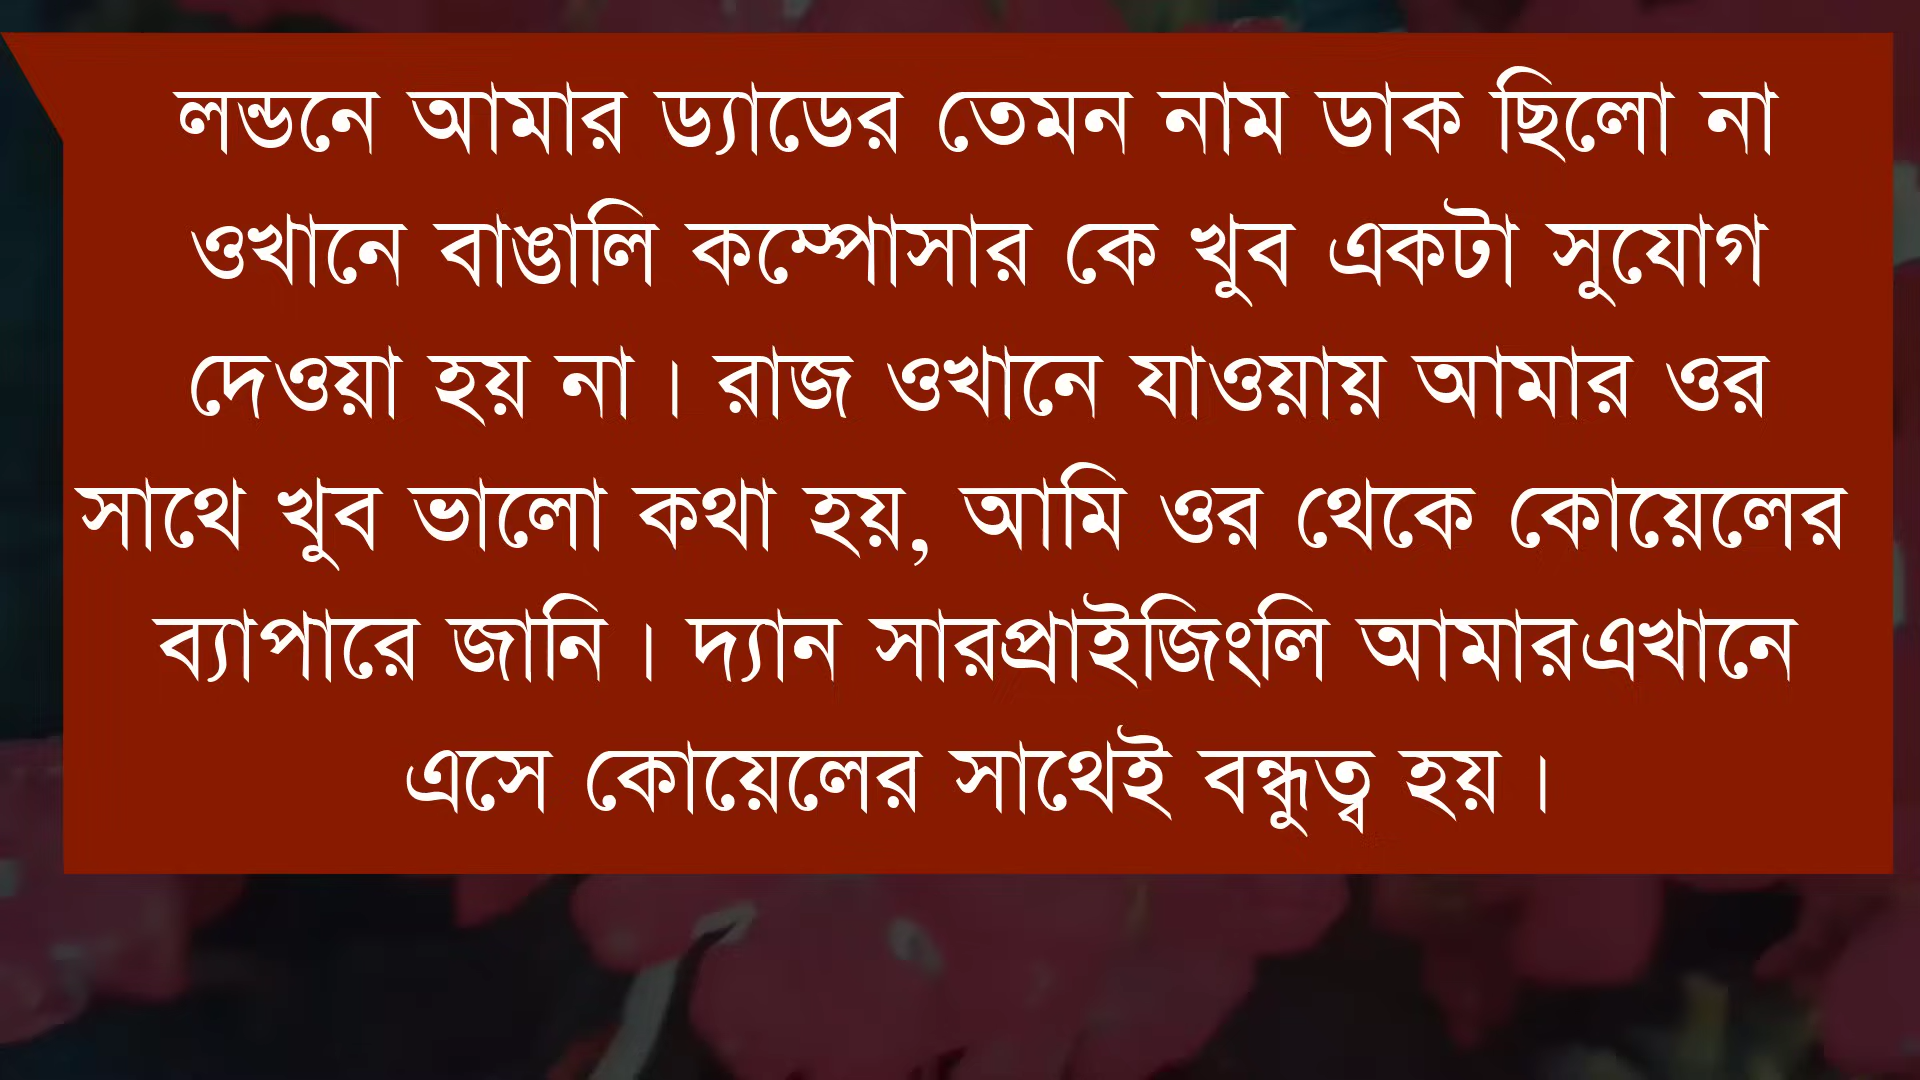 লন্ডনে আমার ড্যাডের তেমন নাম ডাক ছিলো না
ওখানে বাঙালি কম্পোসার কে খুব একটা সুযোগ
দেওয়া হয় না। রাজ ওখানে যাওয়ায় আমার ওর
সাথে খুব ভালো কথা হয়, আমি ওর থেকে কোয়েলের
ব্যাপারে জানি। দ্যান সারপ্রাইজিংলি আমারএখানে
এসে কোয়েলের সাথেই বন্ধুত্ব হয়।